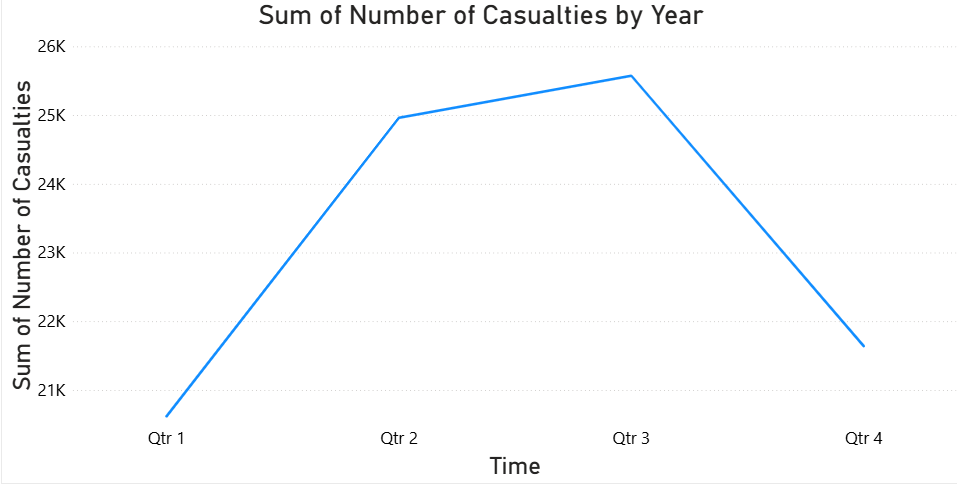 Sum of Number of Casualties by Year
Sum of Number of Casualties
26K
25K
24K
23K
22K
21K
Qtr 1 Qtr 2 Qtr 3 Qtr 4
Time